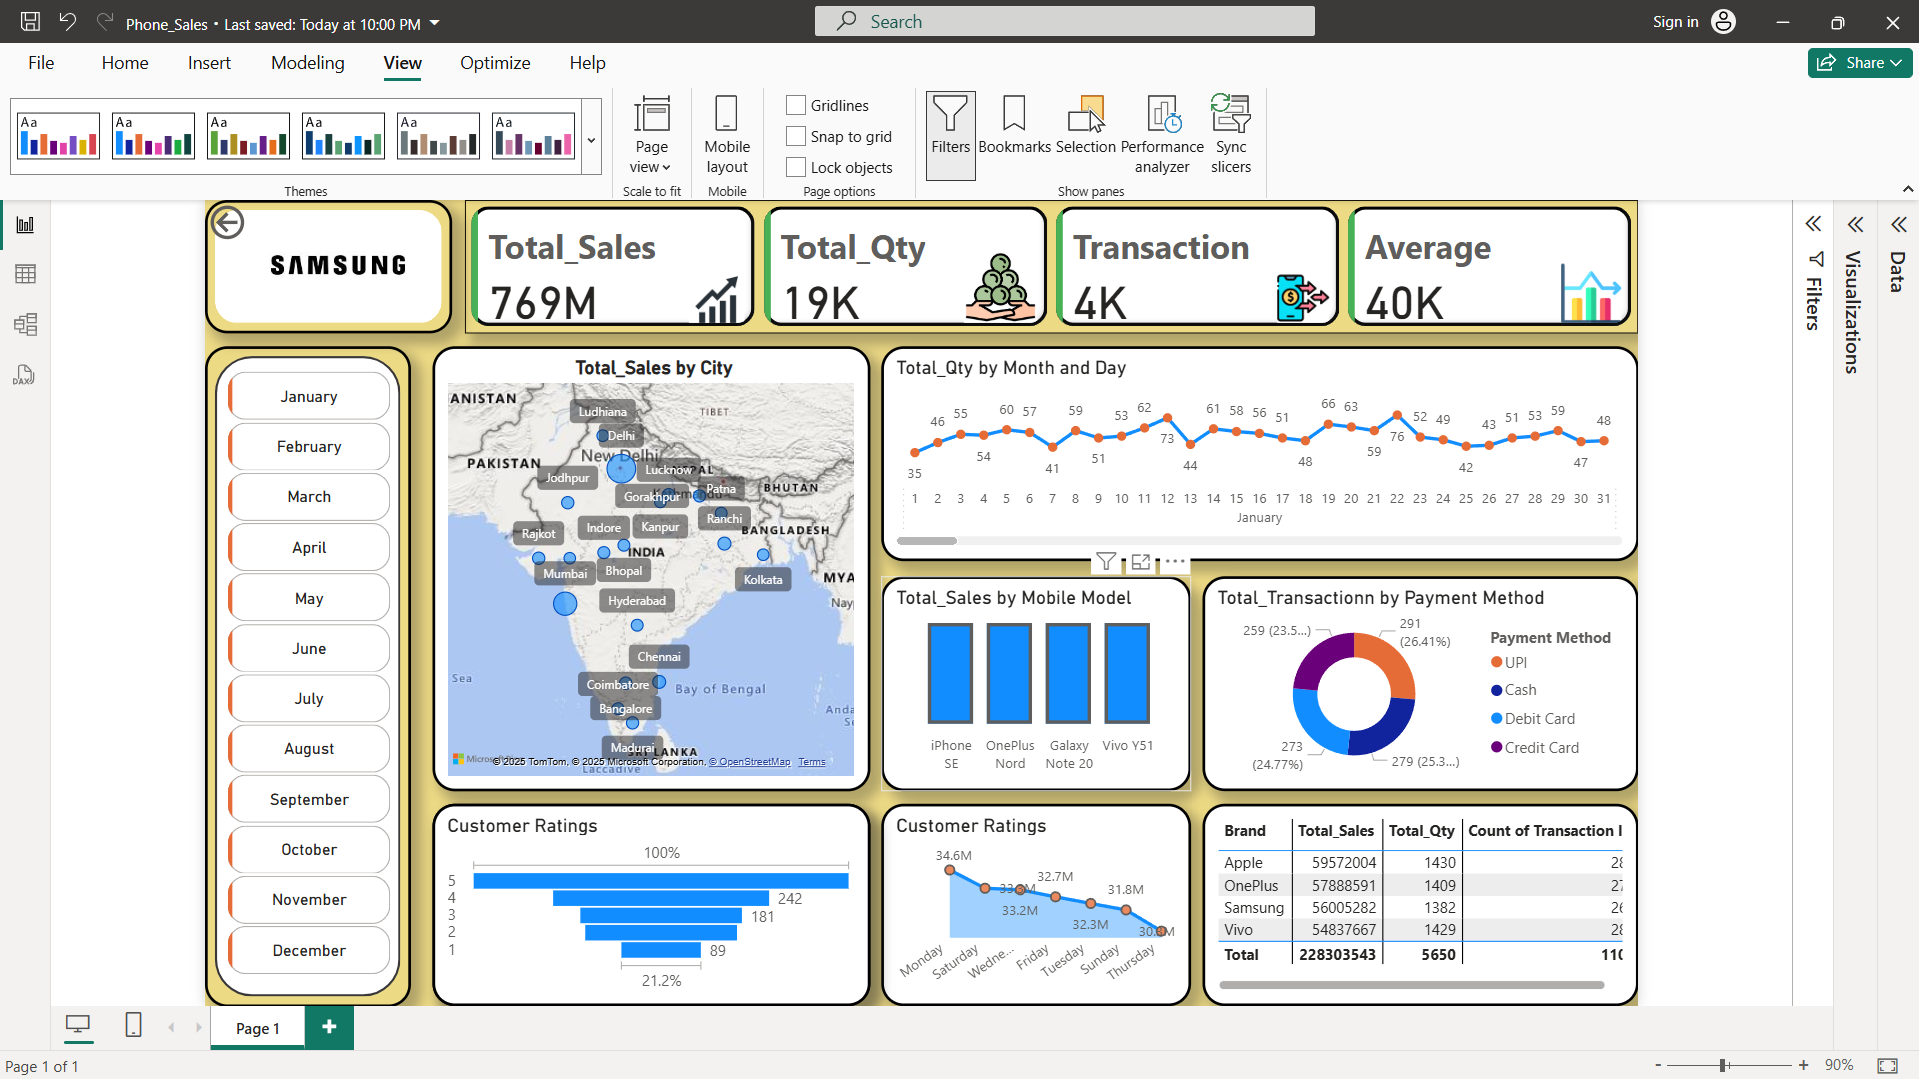 Phone_Sales • Last saved: Today at 10:00 PM
Search
Sign in
File
Home
Insert
Modeling
View
Optimize
Help
Share
Aa
Aa
Aa
Aa
Aa
Aa
Themes
Page view
Scale to fit
Mobile layout
Mobile
Gridlines
Snap to grid
Lock objects
Page options
Filters
Bookmarks
Selection
Performance analyzer
Sync slicers
Show panes
SAMSUNG
Total_Sales
769M
Total_Qty
19K
Transaction
4K
Average
40K
Filters
Visualizations
Data
January
February
March
April
May
June
July
August
September
October
November
December
Total_Sales by City
ANISTAN
TIBET
Ludhiana
Delhi
New Delhi
PAKISTAN
Lucknow
Jodhpur
Patna
BHUTAN
Gorakhpur
Ranchi
Rajkot
Indore
Kanpur
BANGLADESH
INDIA
Mumbai
Bhopal
Kolkata
MYA
Hyderabad
Nay
Chennai
Sea
Coimbatore
Bay of Bengal
Bangalore
Anda
Madurai
SRI LANKA
© 2025 TomTom, © 2025 Microsoft Corporation, © OpenStreetMap Terms
Laccadive
Total_Qty by Month and Day
35 46 55 54 60 57 41 59 51 53 62 73 44 61 58 56 51 48 66 63 59 76 52 49 42 43 51 53 59 47 48
1 2 3 4 5 6 7 8 9 10 11 12 13 14 15 16 17 18 19 20 21 22 23 24 25 26 27 28 29 30 31
January
Total_Sales by Mobile Model
iPhone SE
OnePlus Nord
Galaxy Note 20
Vivo Y51
Total_Transactionn by Payment Method
259 (23.5...)
291 (26.41%)
273 (24.77%)
279 (25.3...)
Payment Method
UPI
Cash
Debit Card
Credit Card
Customer Ratings
100%
5
4
242
3
181
2
1
89
21.2%
Customer Ratings
34.6M
33.2M
32.7M
32.3M
31.8M
Monday
Saturday
Wedne...
Friday
Tuesday
Sunday
Thursday
Brand Total_Sales Total_Qty Count of Transaction I
Apple 59572004 1430 28
OnePlus 57888591 1409 27
Samsung 56005282 1382 26
Vivo 54837667 1429 28
Total 228303543 5650 110
Page 1
+
Page 1 of 1
- + 90%